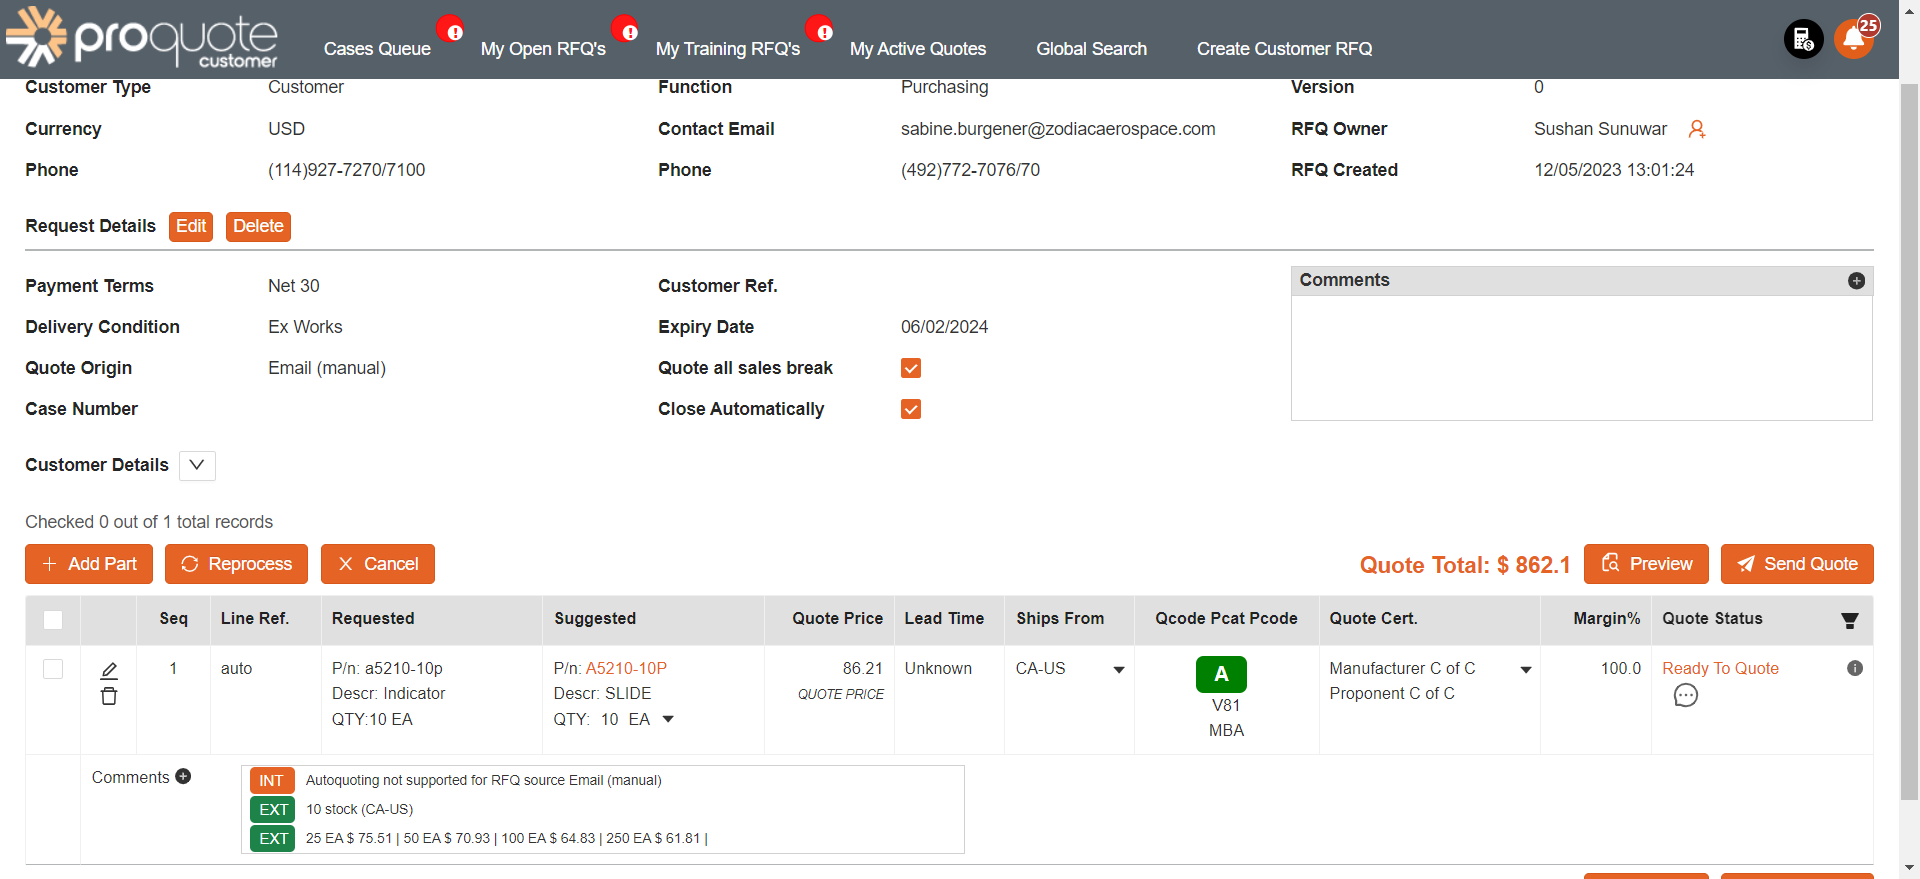 proquote customer
Cases Queue My Open RFQ's My Training RFQ's My Active Quotes Global Search Create Customer RFQ 25
Customer Type Customer Function Purchasing Version 0
Currency USD Contact Email sabine.burgener@zodiacaerospace.com RFQ Owner Sushan Sunuwar
Phone (114)927-7270/7100 Phone (492)772-7076/70 RFQ Created 12/05/2023 13:01:24
Request Details Edit Delete
Payment Terms Net 30 Customer Ref. Comments
Delivery Condition Ex Works Expiry Date 06/02/2024
Quote Origin Email (manual) Quote all sales break
Case Number Close Automatically
Customer Details
Checked 0 out of 1 total records
Add Part Reprocess Cancel Quote Total: $ 862.1 Preview Send Quote
Seq Line Ref. Requested Suggested Quote Price Lead Time Ships From Qcode Pcat Pcode Quote Cert. Margin% Quote Status
1 auto P/n: a5210-10p P/n: A5210-10P 86.21 Unknown CA-US A Manufacturer C of C 100.0 Ready To Quote
Descr: Indicator Descr: SLIDE QUOTE PRICE V81 Proponent C of C
QTY:10 EA QTY: 10 EA MBA
Comments INT Autoquoting not supported for RFQ source Email (manual)
EXT 10 stock (CA-US)
EXT 25 EA $ 75.51 | 50 EA $ 70.93 | 100 EA $ 64.83 | 250 EA $ 61.81 |